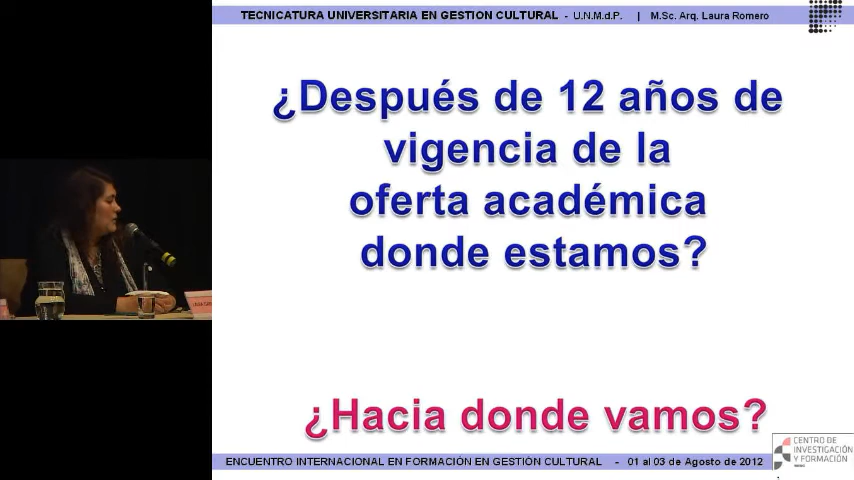 TECNICATURA UNIVERSITARIA EN GESTION CULTURAL - U.N.M.d.P. | M.Sc. Arq. Laura Romero
¿Después de 12 años de
vigencia de la
oferta académica
donde estamos?
¿Hacia donde vamos?
CENTRO DE
INVESTIGACIÓN
Y FORMACIÓN
ENCUENTRO INTERNACIONAL EN FORMACIÓN EN GESTIÓN CULTURAL - 01 al 03 de Agosto de 2012